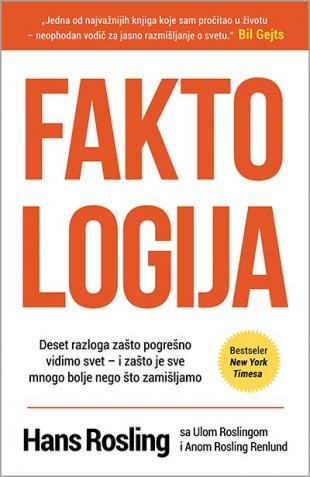 „Jedna od najvažnijih knjiga koje sam pročitao u životu
– neophodan vodič za jasno razmišljanje o svetu.“ Bil Gejts
FAKTO
LOGIJA
Deset razloga zašto pogrešno
vidimo svet – i zašto je sve
mnogo bolje nego što zamišljamo
Bestseler
New York
Timesa
Hans Rosling
sa Ulom Roslingom
i Anom Rosling Renlund